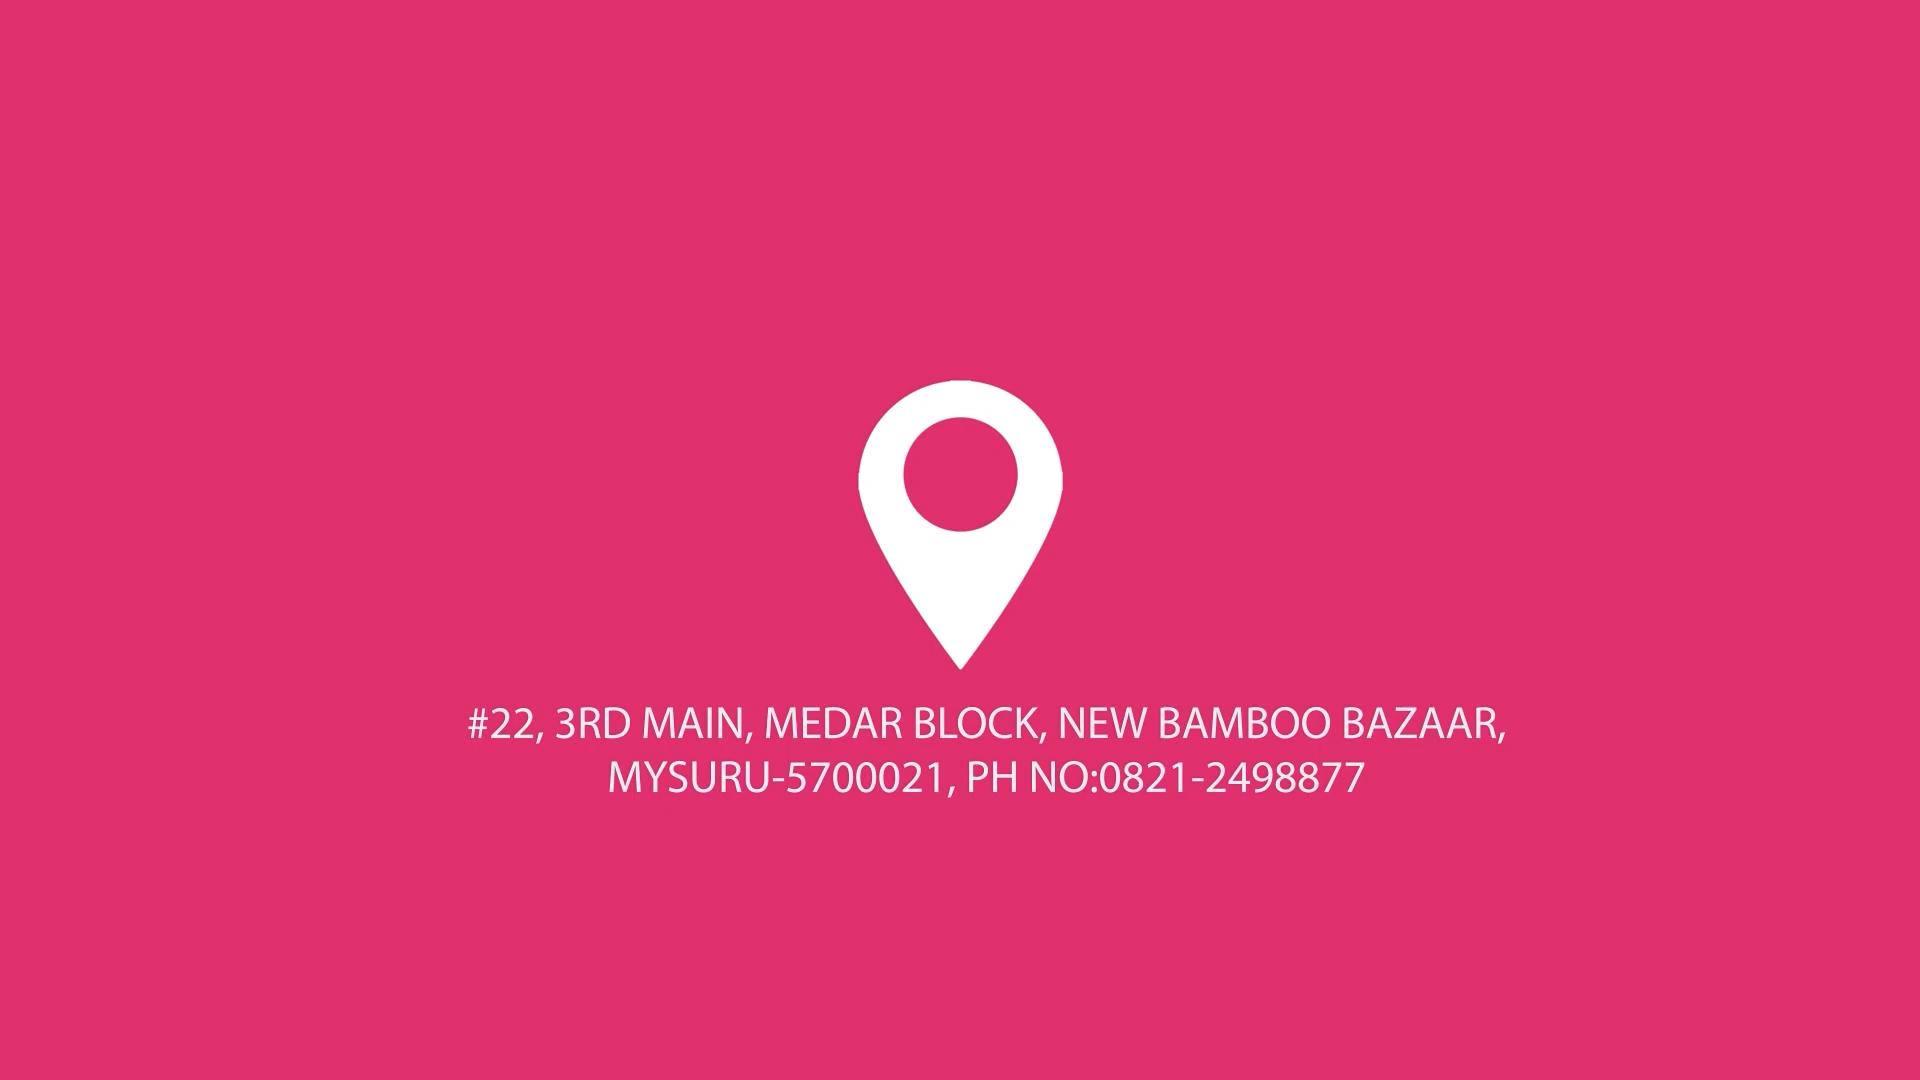 #22, 3RD MAIN, MEDAR BLOCK, NEW BAMBOO BAZAAR,
MYSURU-5700021, PH NO:0821-2498877